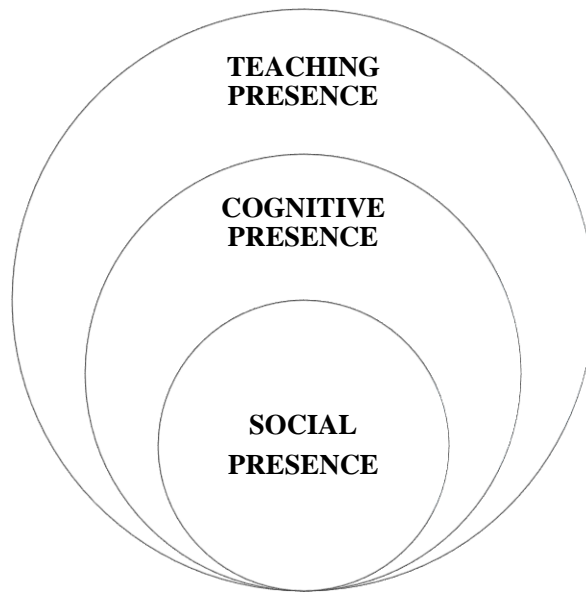 TEACHING
PRESENCE
COGNITIVE
PRESENCE
SOCIAL
PRESENCE